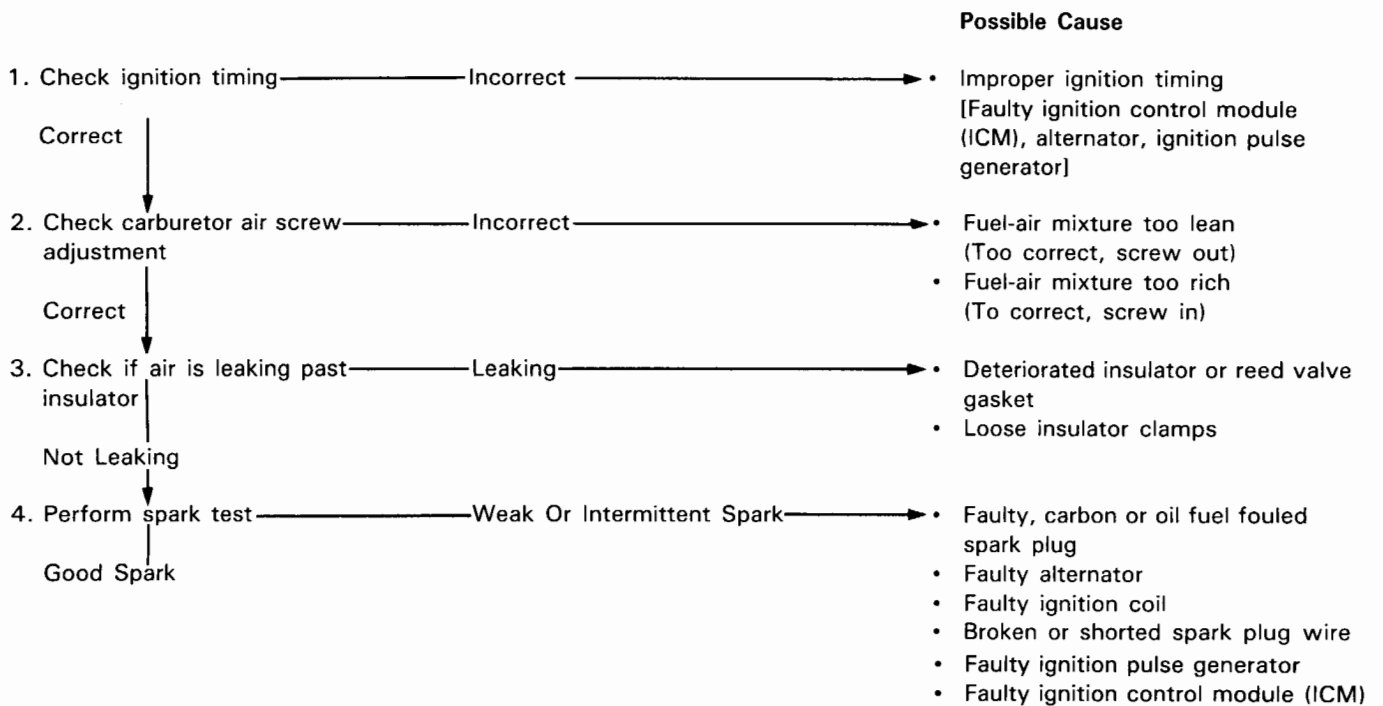 Possible Cause
1. Check ignition timing Incorrect • Improper ignition timing
[Faulty ignition control module
Correct (ICM), alternator, ignition pulse
generator]
2. Check carburetor air screw Incorrect • Fuel-air mixture too lean
adjustment (Too correct, screw out)
• Fuel-air mixture too rich
Correct (To correct, screw in)
3. Check if air is leaking past Leaking • Deteriorated insulator or reed valve
insulator gasket
• Loose insulator clamps
Not Leaking
4. Perform spark test Weak Or Intermittent Spark • Faulty, carbon or oil fuel fouled
spark plug
Good Spark • Faulty alternator
• Faulty ignition coil
• Broken or shorted spark plug wire
• Faulty ignition pulse generator
• Faulty ignition control module (ICM)